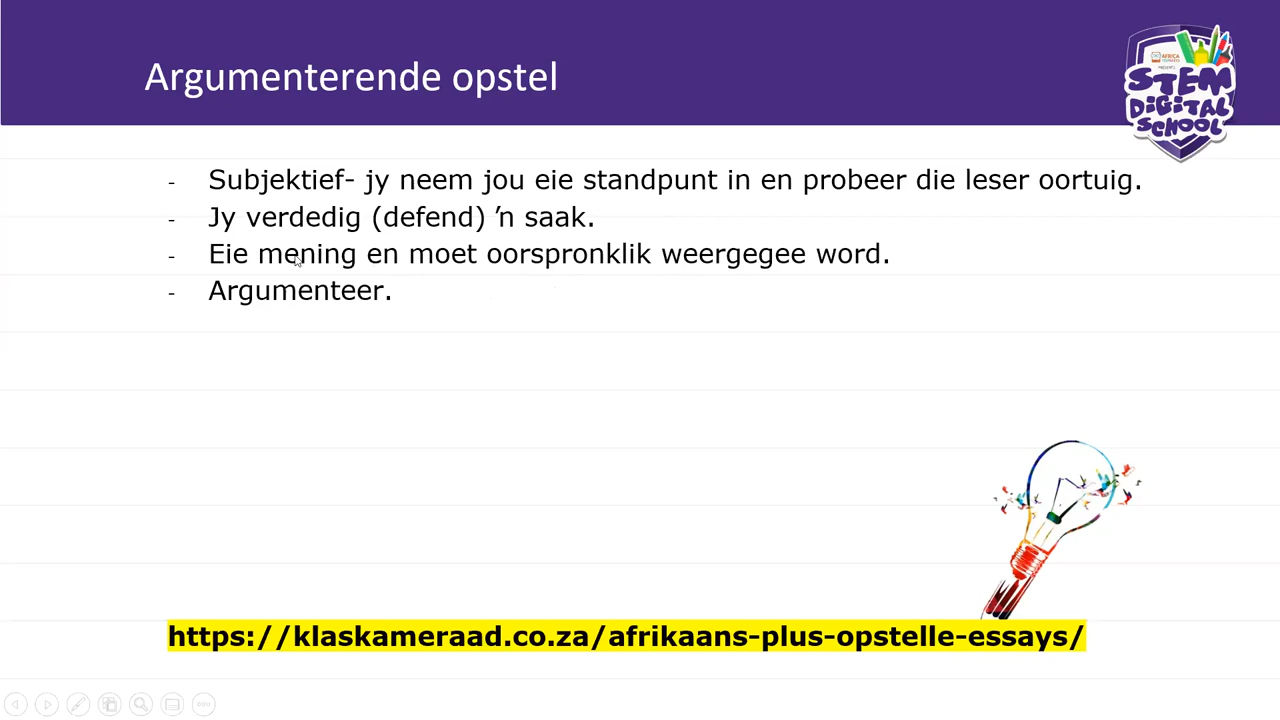 Argumenterende opstel
AFRICA
STEM
DIGITAL
SCHOOL
- Subjektief- jy neem jou eie standpunt in en probeer die leser oortuig.
- Jy verdedig (defend) ’n saak.
- Eie mening en moet oorspronklik weergegee word.
- Argumenteer.
https://klaskameraad.co.za/afrikaans-plus-opstelle-essays/